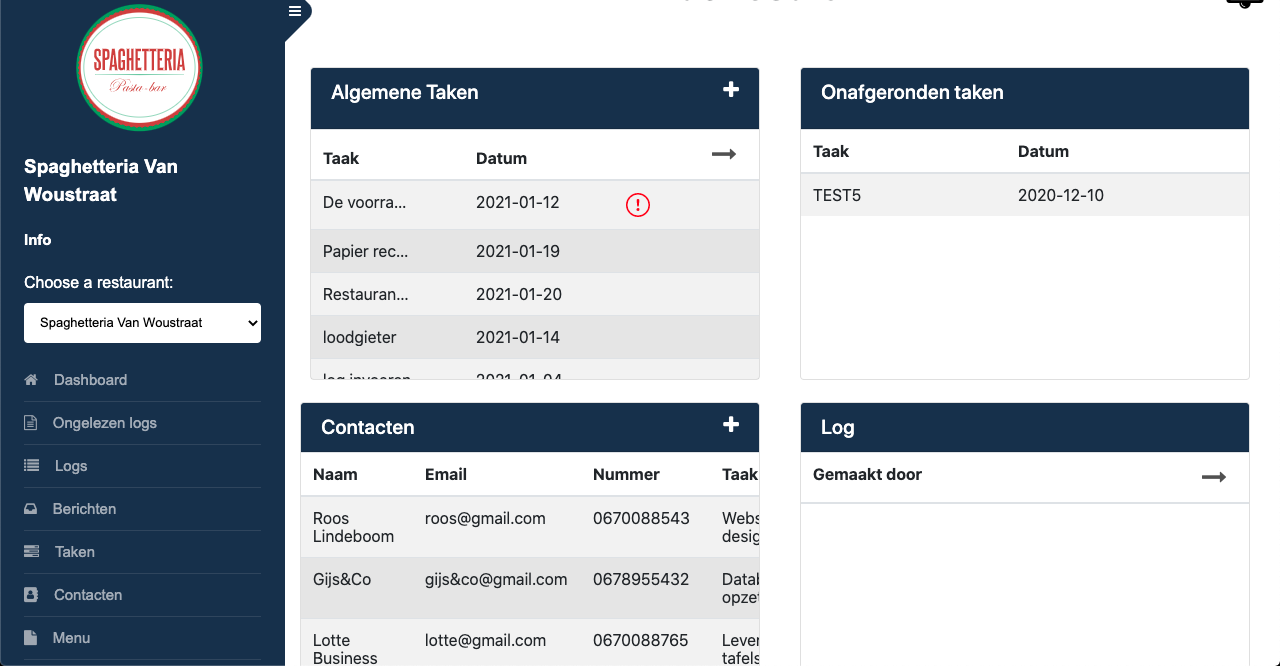 SPAGHETTERIA
Pasta-bar
Spaghetteria Van
Woustraat
Info
Choose a restaurant:
Spaghetteria Van Woustraat
Dashboard
Ongelezen logs
Logs
Berichten
Taken
Contacten
Menu
Algemene Taken
Taak Datum
De voorra... 2021-01-12
Papier rec... 2021-01-19
Restauran... 2021-01-20
loodgieter 2021-01-14
Onafgeronden taken
Taak Datum
TEST5 2020-12-10
Contacten
Naam Email Nummer Taak
Roos roos@gmail.com 0670088543 Webs
Lindeboom desig
Gijs&Co gijs&co@gmail.com 0678955432 Datab
opzet
Lotte lotte@gmail.com 0670088765 Lever
Business tafels
Log
Gemaakt door